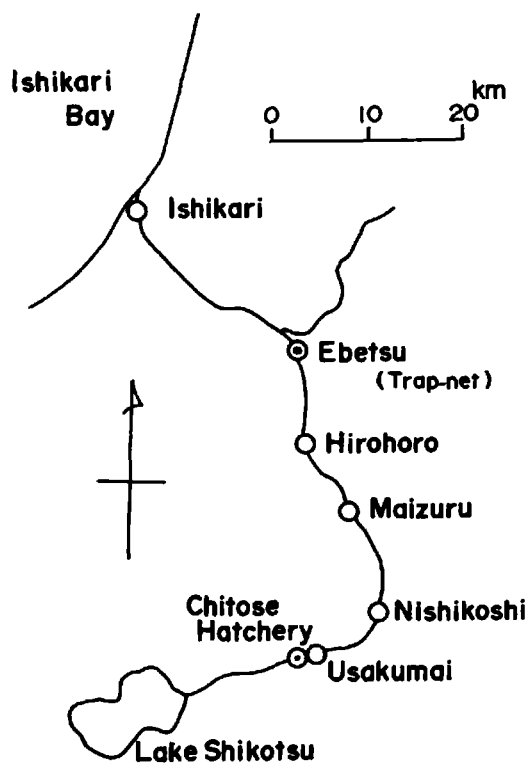 Ishikari
Bay
km
0 10 20
Ishikari
Ebetsu
(Trap-net)
Hirohoro
Maizuru
Nishikoshi
Chitose
Hatchery
Usakumai
Lake Shikotsu